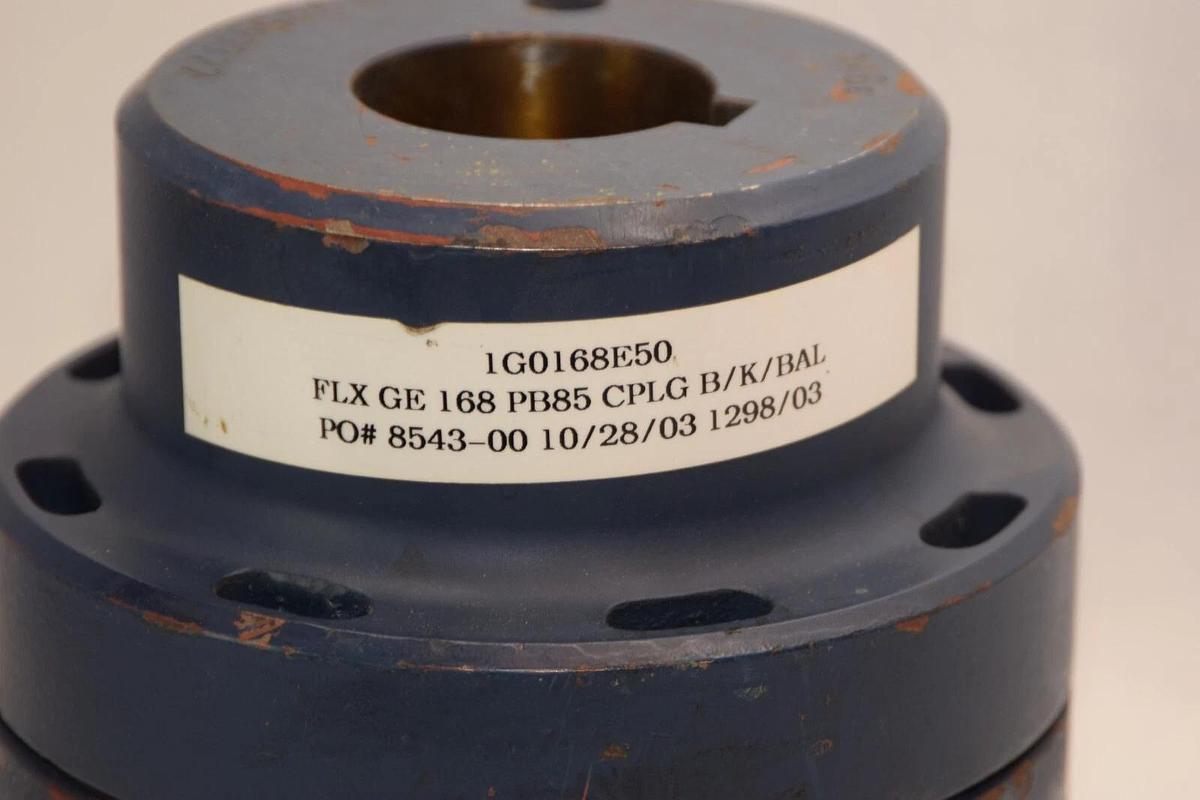 1G0168E50
FLX GE 168 PB85 CPLG B/K/BAL
PO# 8543-00 10/28/03 1298/03